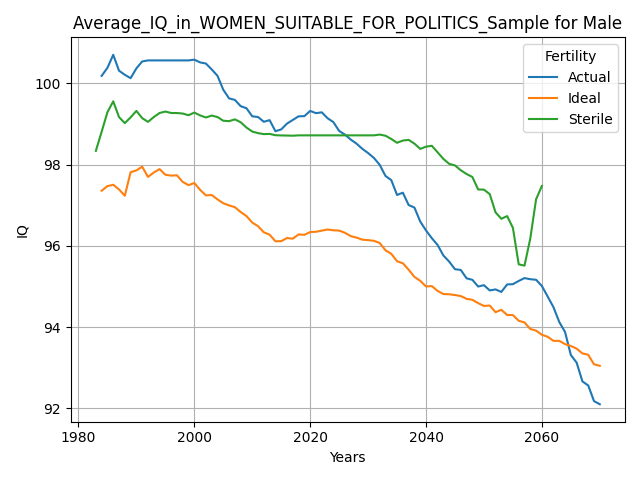 Average_IQ_in_WOMEN_SUITABLE_FOR_POLITICS_Sample for Male
Fertility
Actual
Ideal
Sterile
100
98
96
94
92
IQ
1980
2000
2020
2040
2060
Years